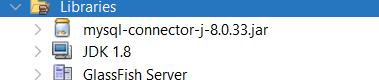 Libraries
mysql-connector-j-8.0.33.jar
JDK 1.8
GlassFish Server